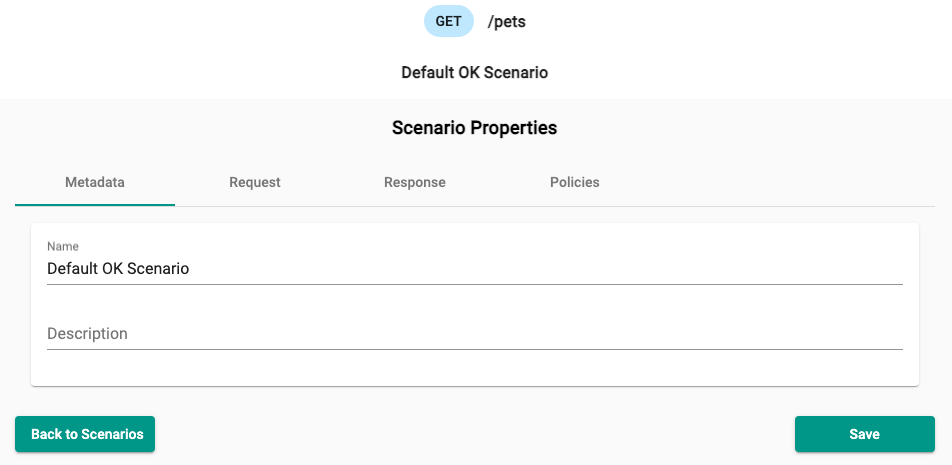 GET /pets
Default OK Scenario
Scenario Properties
Metadata Request Response Policies
Name
Default OK Scenario
Description
Back to Scenarios Save